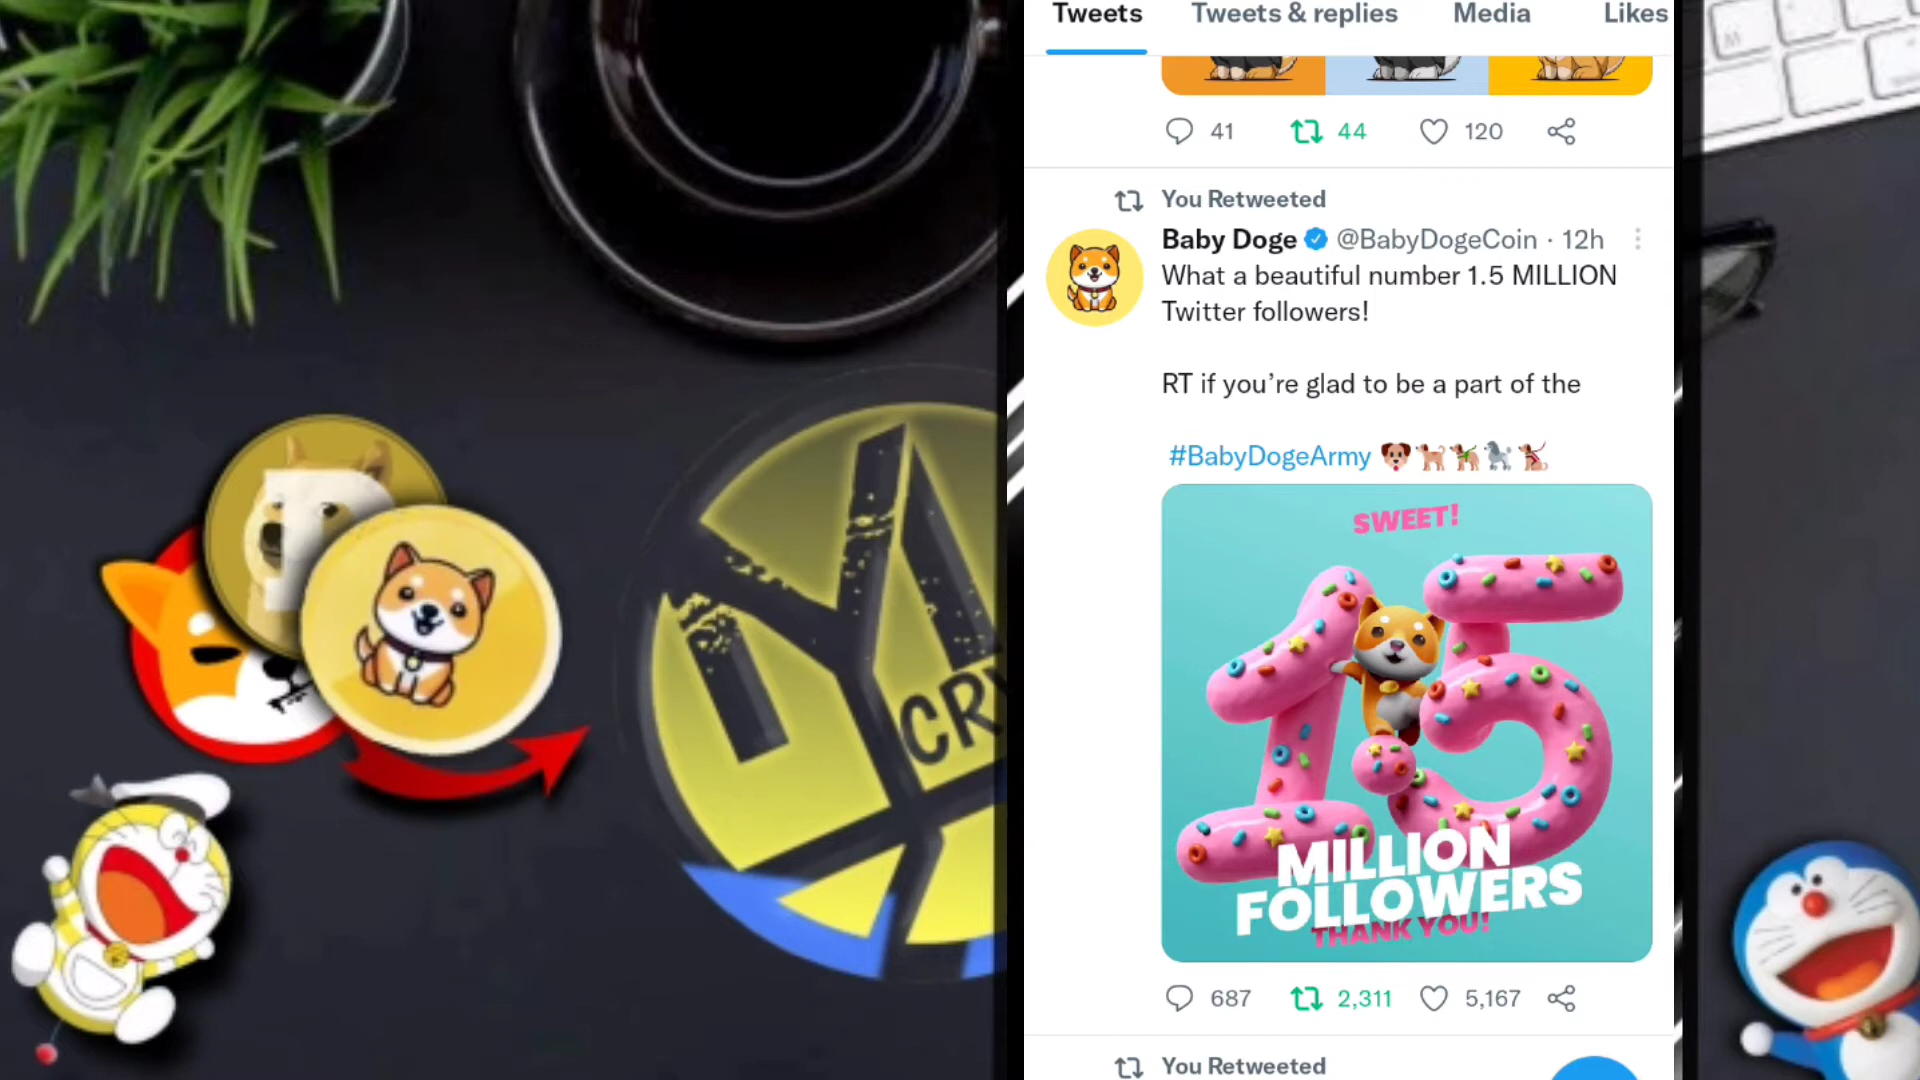 Tweets Tweets & replies Media Likes
41 44 120
You Retweeted
Baby Doge @BabyDogeCoin · 12h
What a beautiful number 1.5 MILLION
Twitter followers!
RT if you’re glad to be a part of the
#BabyDogeArmy
SWEET!
1.5
MILLION
FOLLOWERS
THANK YOU!
687 2,311 5,167
You Retweeted